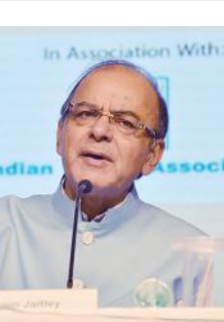 In Association With:
ndian Associ
Jaitley